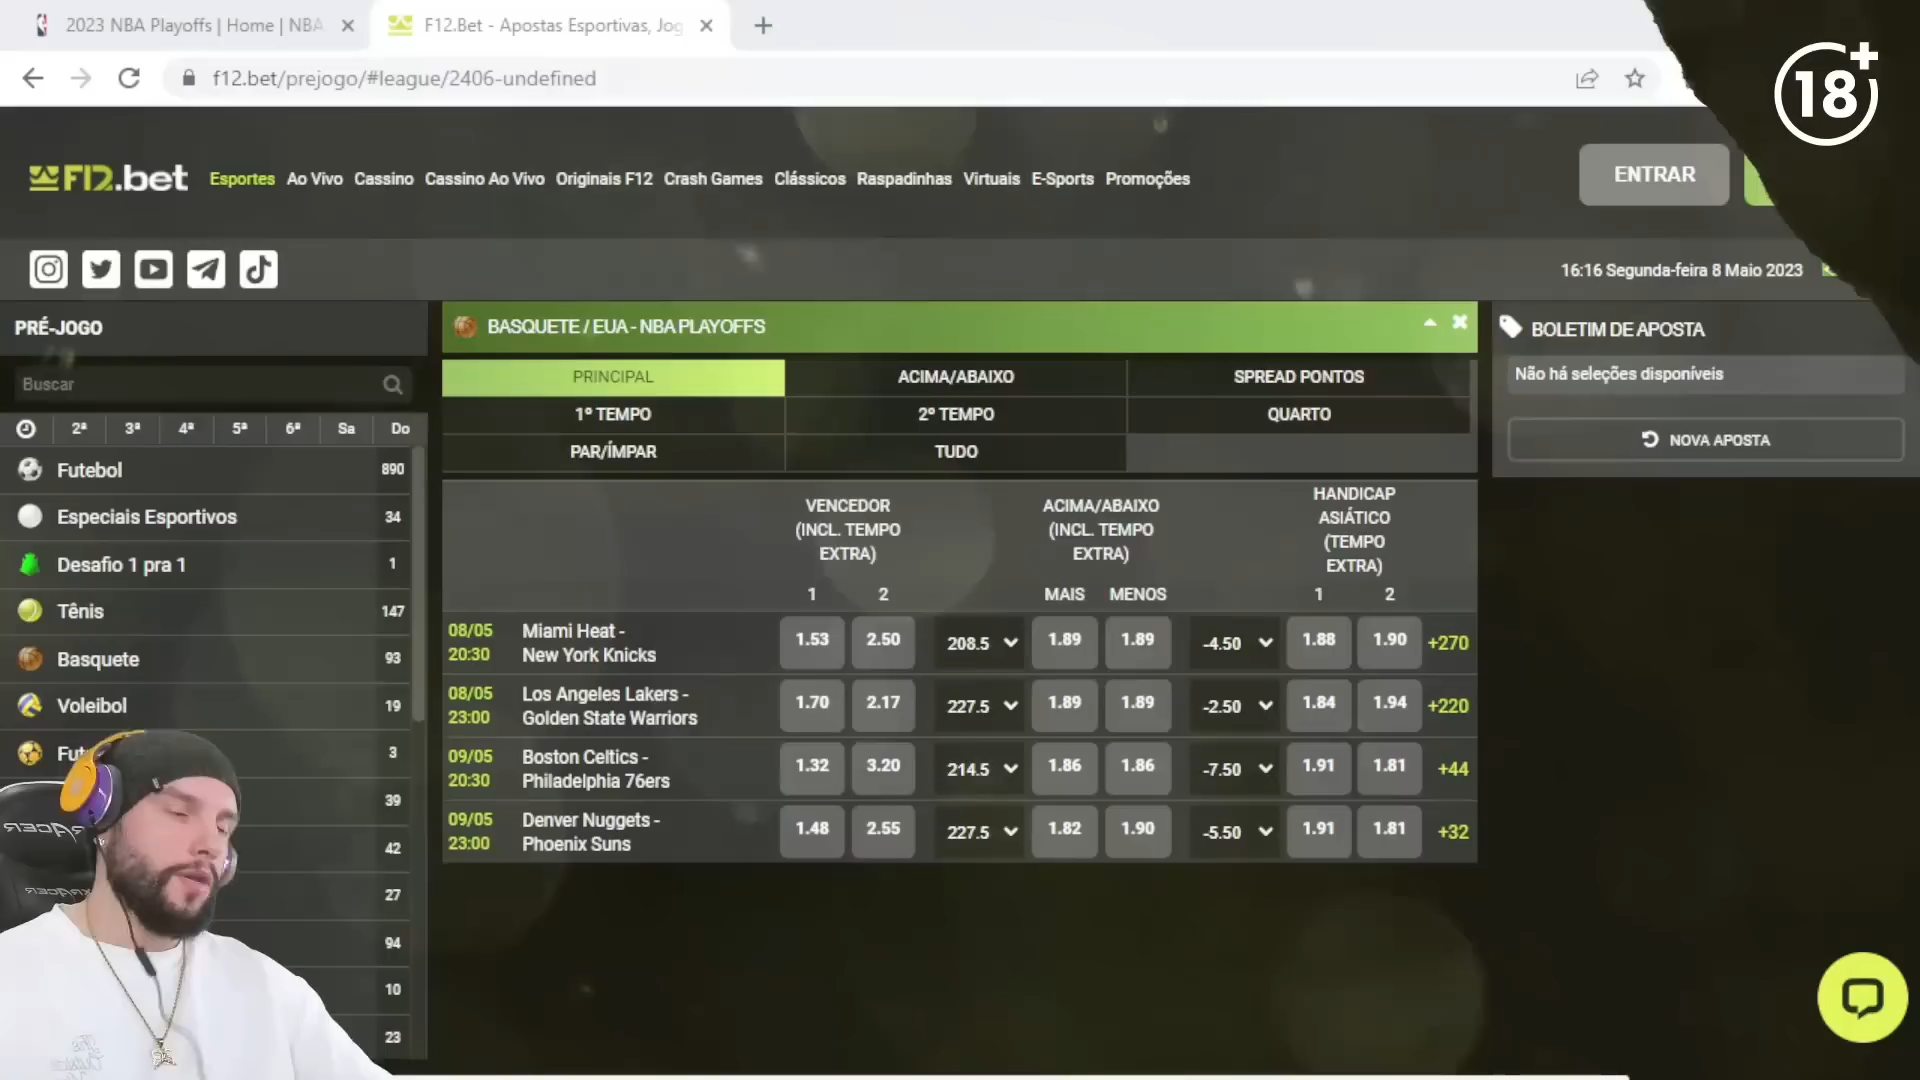 2023 NBA Playoffs | Home | NBA
F12.Bet - Apostas Esportivas, Jog
f12.bet/prejogo/#league/2406-undefined
18+
F12.bet
Esportes Ao Vivo Cassino Cassino Ao Vivo Originais F12 Crash Games Clássicos Raspadinhas Virtuais E-Sports Promoções
ENTRAR
16:16 Segunda-feira 8 Maio 2023
PRÉ-JOGO
Buscar
2ª 3ª 4ª 5ª 6ª Sa Do
Futebol 890
Especiais Esportivos 34
Desafio 1 pra 1 1
Tênis 147
Basquete 93
Voleibol 19
Fut 3
39
42
27
94
10
23
BASQUETE / EUA - NBA PLAYOFFS
PRINCIPAL ACIMA/ABAIXO SPREAD PONTOS
1º TEMPO 2º TEMPO QUARTO
PAR/ÍMPAR TUDO
VENCEDOR
(INCL. TEMPO
EXTRA)
ACIMA/ABAIXO
(INCL. TEMPO
EXTRA)
HANDICAP
ASIÁTICO
(TEMPO
EXTRA)
1 2 MAIS MENOS 1 2
08/05
20:30
Miami Heat -
New York Knicks
1.53 2.50 208.5 1.89 1.89 -4.50 1.88 1.90 +270
08/05
23:00
Los Angeles Lakers -
Golden State Warriors
1.70 2.17 227.5 1.89 1.89 -2.50 1.84 1.94 +220
09/05
20:30
Boston Celtics -
Philadelphia 76ers
1.32 3.20 214.5 1.86 1.86 -7.50 1.91 1.81 +44
09/05
23:00
Denver Nuggets -
Phoenix Suns
1.48 2.55 227.5 1.82 1.90 -5.50 1.91 1.81 +32
BOLETIM DE APOSTA
Não há seleções disponíveis
NOVA APOSTA